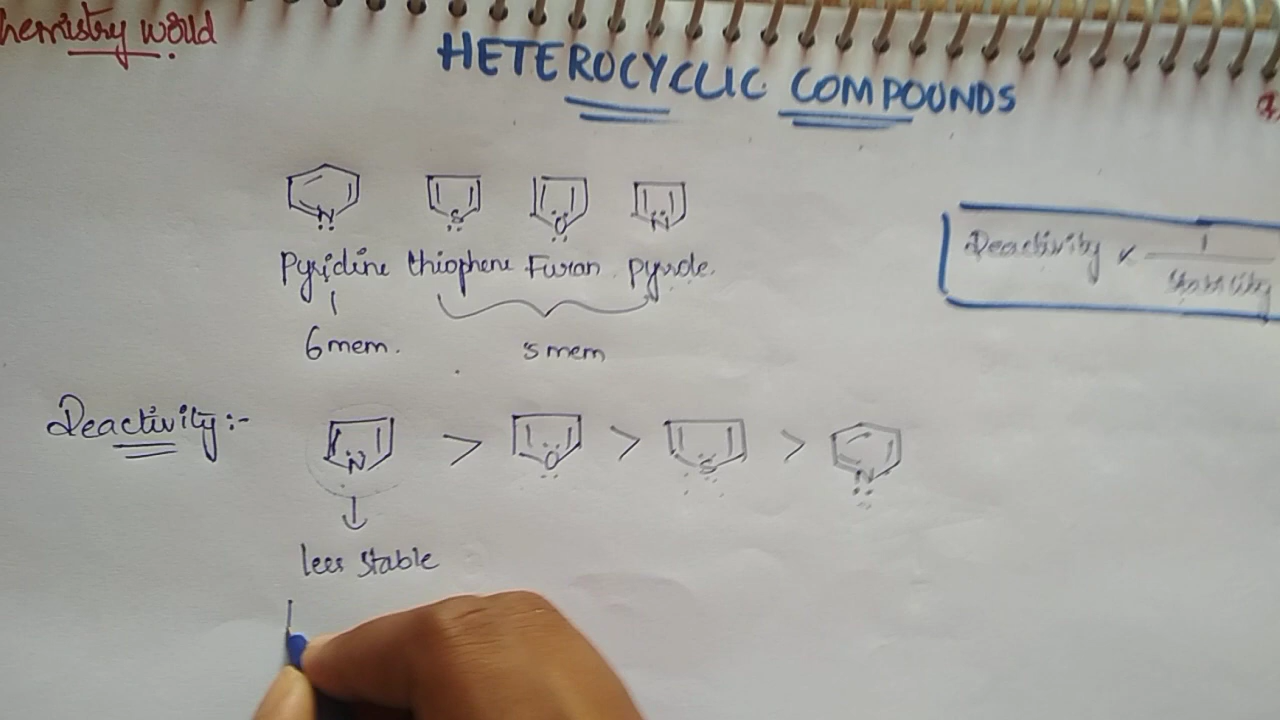 hemistry world
HETEROCYCLIC COMPOUNDS
N S O N
Pyridine thiophene Furan pyrrole.
6 mem. 5 mem
Reactivity ∝ 1
Stability
Reactivity :- N > O > S > N
less stable